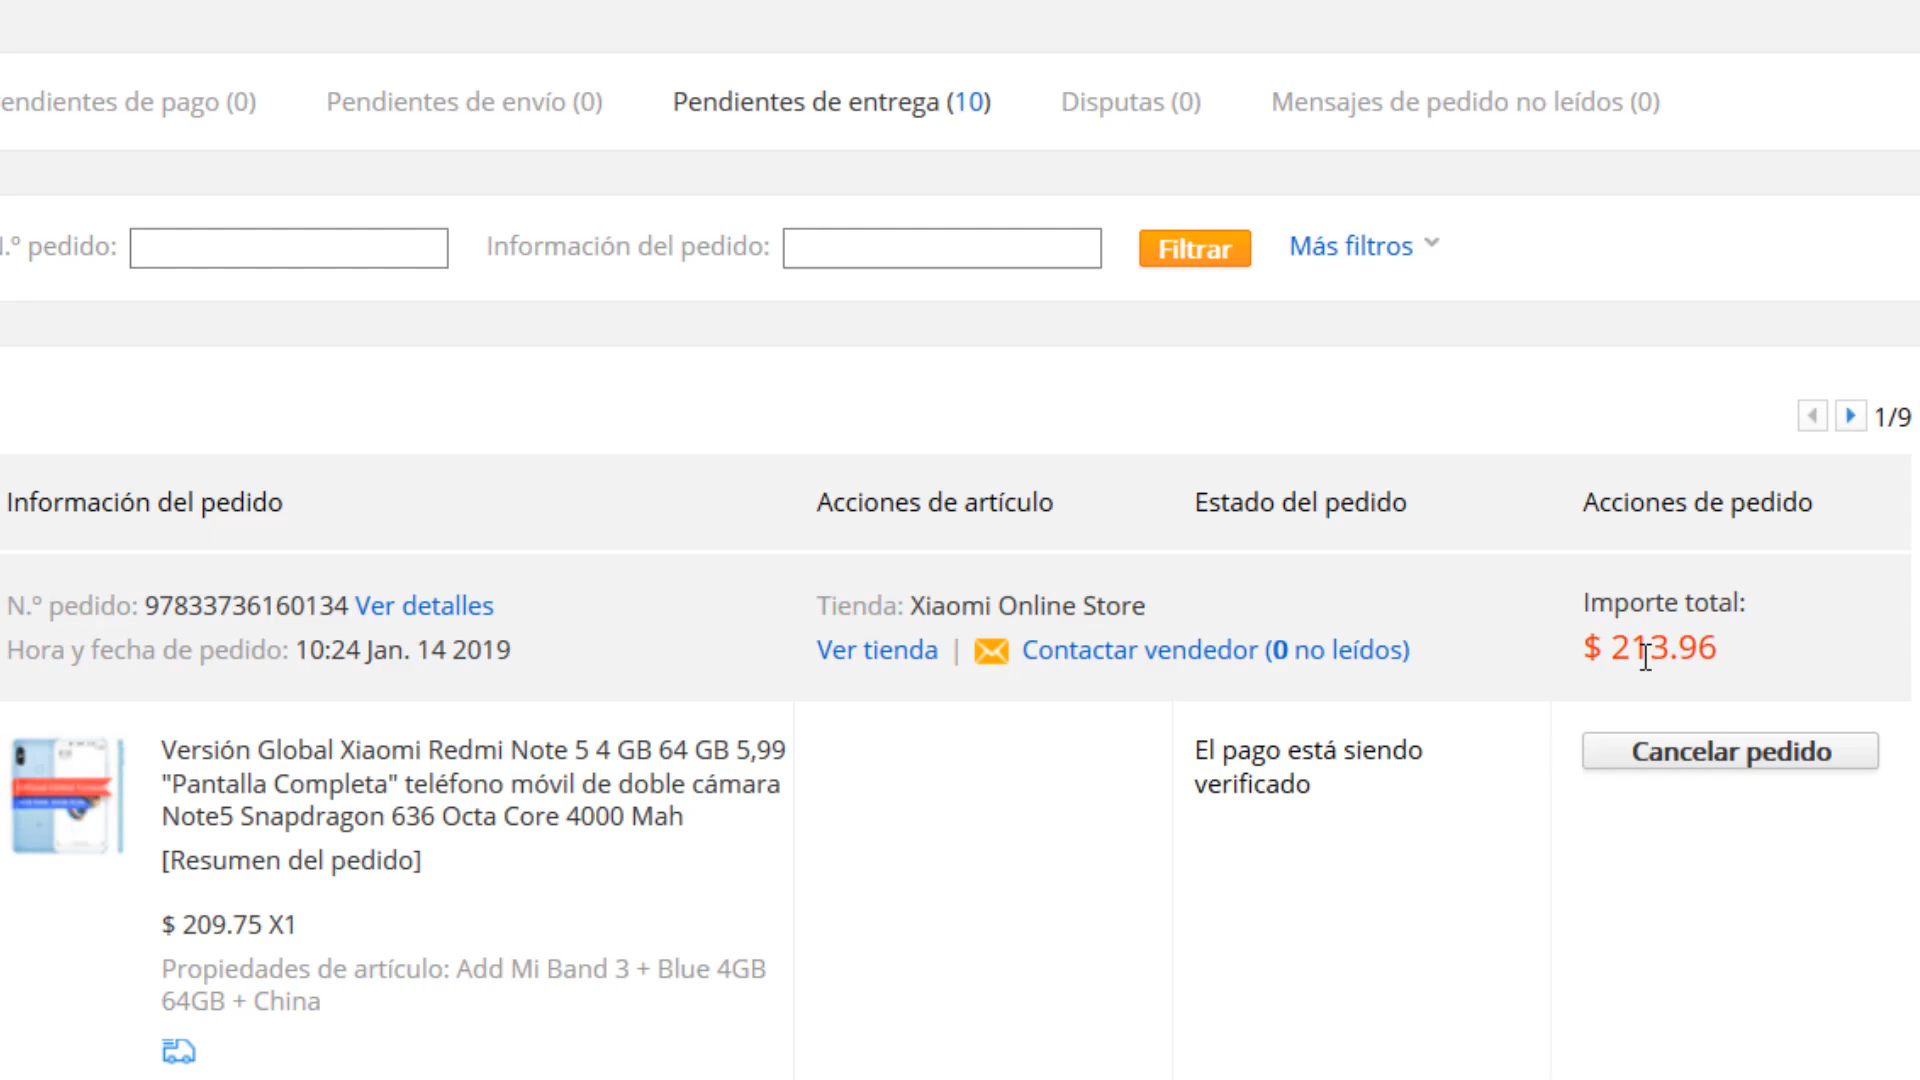 endientes de pago (0) Pendientes de envío (0) Pendientes de entrega (10) Disputas (0) Mensajes de pedido no leídos (0)
.º pedido: Información del pedido: Filtrar Más filtros
1/9
Información del pedido Acciones de artículo Estado del pedido Acciones de pedido
N.º pedido: 97833736160134 Ver detalles Tienda: Xiaomi Online Store Importe total:
Hora y fecha de pedido: 10:24 Jan. 14 2019 Ver tienda | Contactar vendedor (0 no leídos) $ 213.96
Versión Global Xiaomi Redmi Note 5 4 GB 64 GB 5,99 El pago está siendo Cancelar pedido
"Pantalla Completa" teléfono móvil de doble cámara verificado
Note5 Snapdragon 636 Octa Core 4000 Mah
[Resumen del pedido]
$ 209.75 X1
Propiedades de artículo: Add Mi Band 3 + Blue 4GB
64GB + China